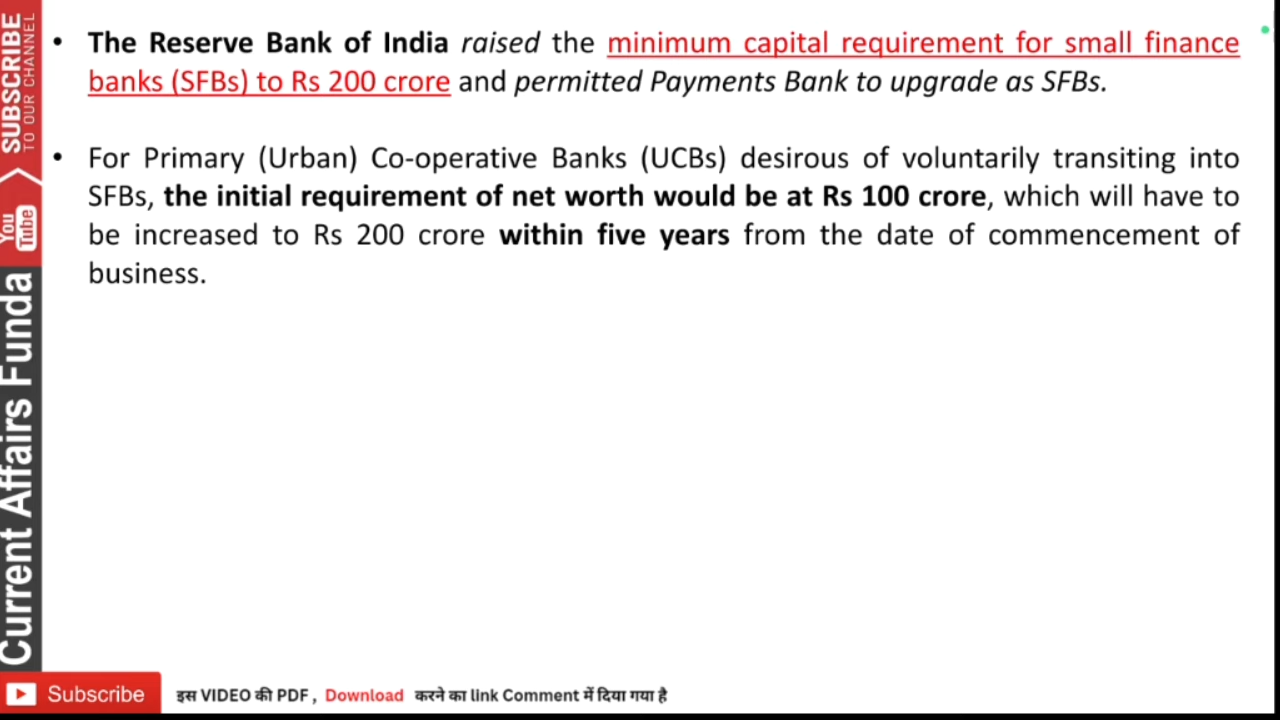 • The Reserve Bank of India raised the minimum capital requirement for small finance
banks (SFBs) to Rs 200 crore and permitted Payments Bank to upgrade as SFBs.
• For Primary (Urban) Co-operative Banks (UCBs) desirous of voluntarily transiting into
SFBs, the initial requirement of net worth would be at Rs 100 crore, which will have to
be increased to Rs 200 crore within five years from the date of commencement of
business.
SUBSCRIBE
TO OUR CHANNEL
You Tube
Current Affairs Funda
Subscribe
इस VIDEO की PDF , Download करने का link Comment में दिया गया है